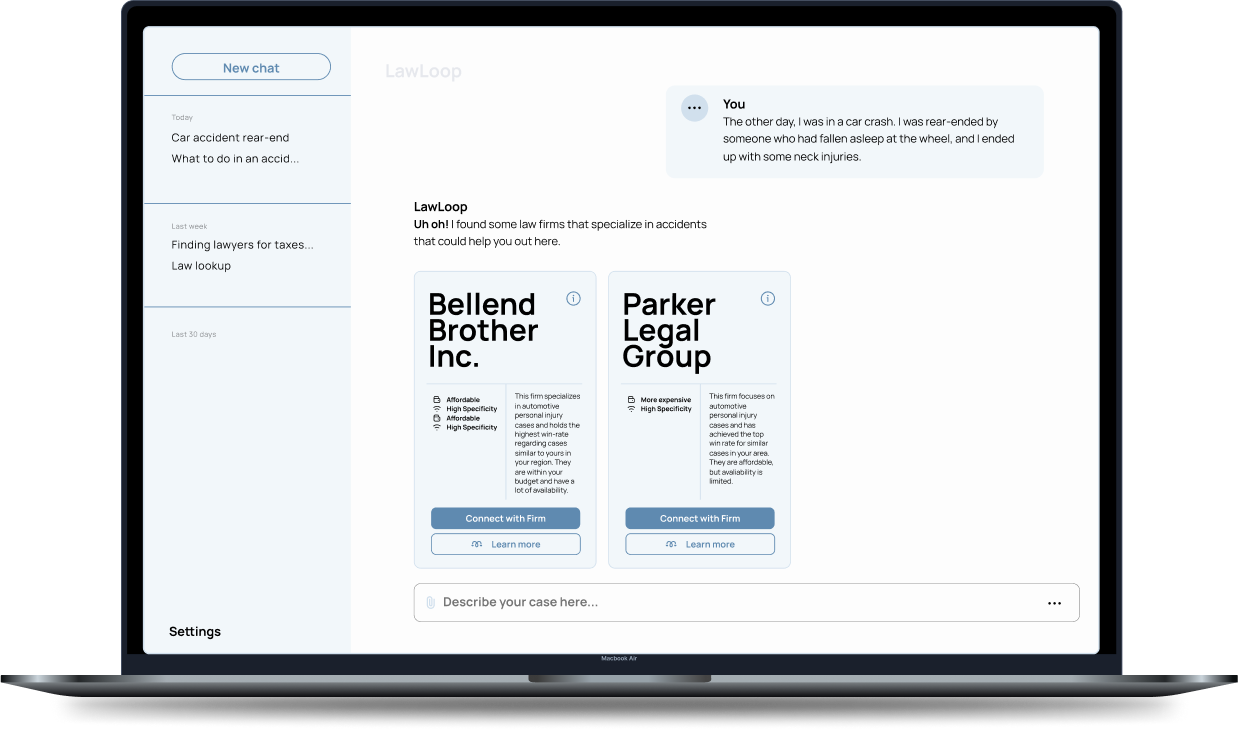 New chat
Today
Car accident rear-end
What to do in an accid...
Last week
Finding lawyers for taxes...
Law lookup
Last 30 days
Settings
LawLoop
You
The other day, I was in a car crash. I was rear-ended by
someone who had fallen asleep at the wheel, and I ended
up with some neck injuries.
LawLoop
Uh oh! I found some law firms that specialize in accidents
that could help you out here.
Bellend
Brother
Inc.
Affordable
High Specificity
Affordable
High Specificity
This firm specializes
in automotive
personal injury
cases and holds the
highest win-rate
regarding cases
similar to yours in
your region. They
are within your
budget and have a
lot of availability.
Connect with Firm
Learn more
Parker
Legal
Group
More expensive
High Specificity
This firm focuses on
automotive
personal injury
cases and has
achieved the top
win rate for similar
cases in your area.
They are affordable,
but avaliability is
limited.
Connect with Firm
Learn more
Describe your case here...
Macbook Air